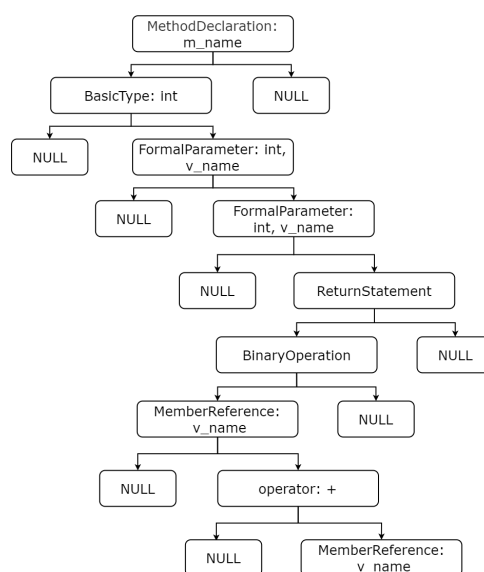 MethodDeclaration:
m_name
BasicType: int
NULL
NULL
FormalParameter: int,
v_name
NULL
FormalParameter:
int, v_name
NULL
ReturnStatement
BinaryOperation
NULL
MemberReference:
v_name
NULL
NULL
operator: +
NULL
MemberReference:
v_name